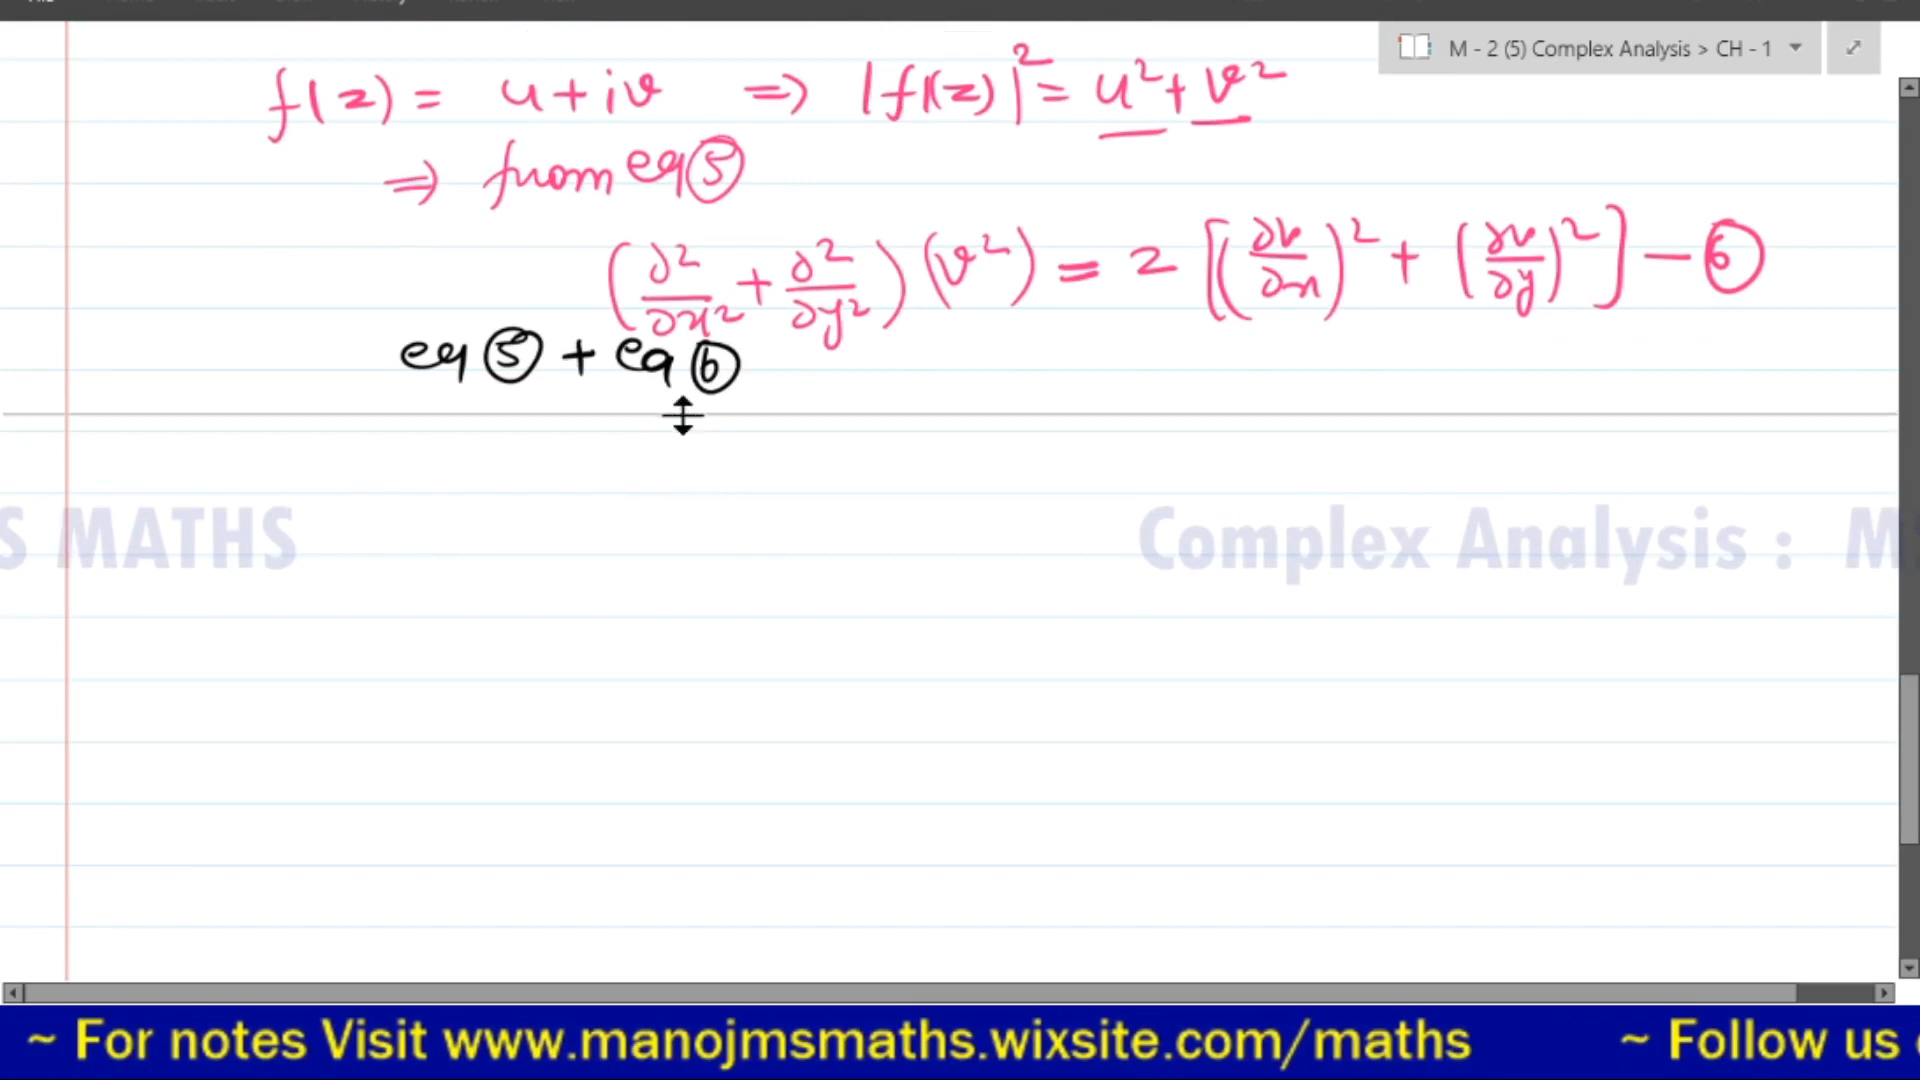 M - 2 (5) Complex Analysis > CH - 1
f(z) = u + iv ⇒ |f(z)|² = u² + v²
⇒ from eq ⑤
(∂²/∂x² + ∂²/∂y²) (v²) = 2 [(∂v/∂x)² + (∂v/∂y)²] — ⑥
eq ⑤ + eq ⑥
S MATHS Complex Analysis : MS
~ For notes Visit www.manojmsmaths.wixsite.com/maths ~ Follow us